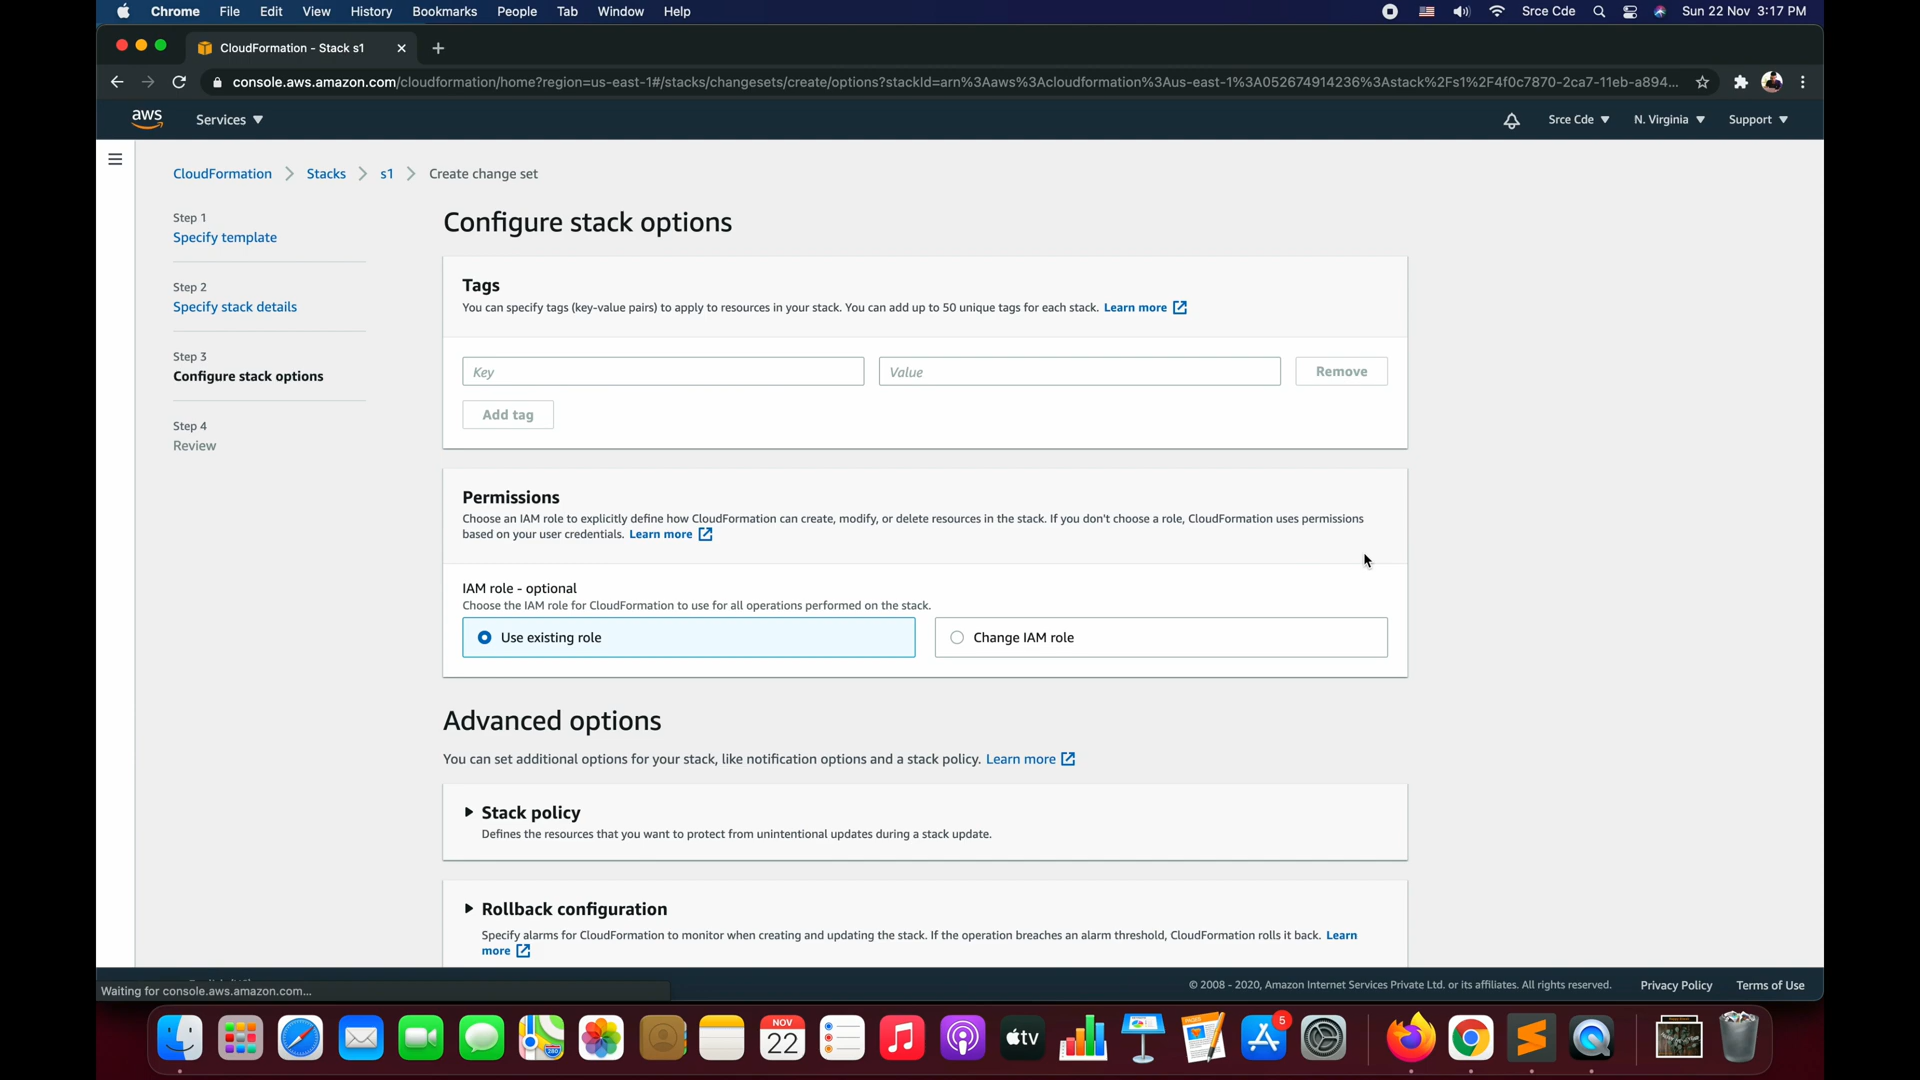 Chrome File Edit View History Bookmarks People Tab Window Help Srce Cde Sun 22 Nov 3:17 PM
CloudFormation - Stack s1
console.aws.amazon.com/cloudformation/home?region=us-east-1#/stacks/changesets/create/options?stackId=arn%3Aaws%3Acloudformation%3Aus-east-1%3A052674914236%3Astack%2Fs1%2F4f0c7870-2ca7-11eb-a894...
aws Services Srce Cde N. Virginia Support
CloudFormation Stacks s1 Create change set
Step 1
Specify template
Step 2
Specify stack details
Step 3
Configure stack options
Step 4
Review
Configure stack options
Tags
You can specify tags (key-value pairs) to apply to resources in your stack. You can add up to 50 unique tags for each stack. Learn more
Key Value Remove
Add tag
Permissions
Choose an IAM role to explicitly define how CloudFormation can create, modify, or delete resources in the stack. If you don't choose a role, CloudFormation uses permissions
based on your user credentials. Learn more
IAM role - optional
Choose the IAM role for CloudFormation to use for all operations performed on the stack.
Use existing role Change IAM role
Advanced options
You can set additional options for your stack, like notification options and a stack policy. Learn more
Stack policy
Defines the resources that you want to protect from unintentional updates during a stack update.
Rollback configuration
Specify alarms for CloudFormation to monitor when creating and updating the stack. If the operation breaches an alarm threshold, CloudFormation rolls it back. Learn
more
Waiting for console.aws.amazon.com...
© 2008 - 2020, Amazon Internet Services Private Ltd. or its affiliates. All rights reserved. Privacy Policy Terms of Use
NOV
22
tv
5